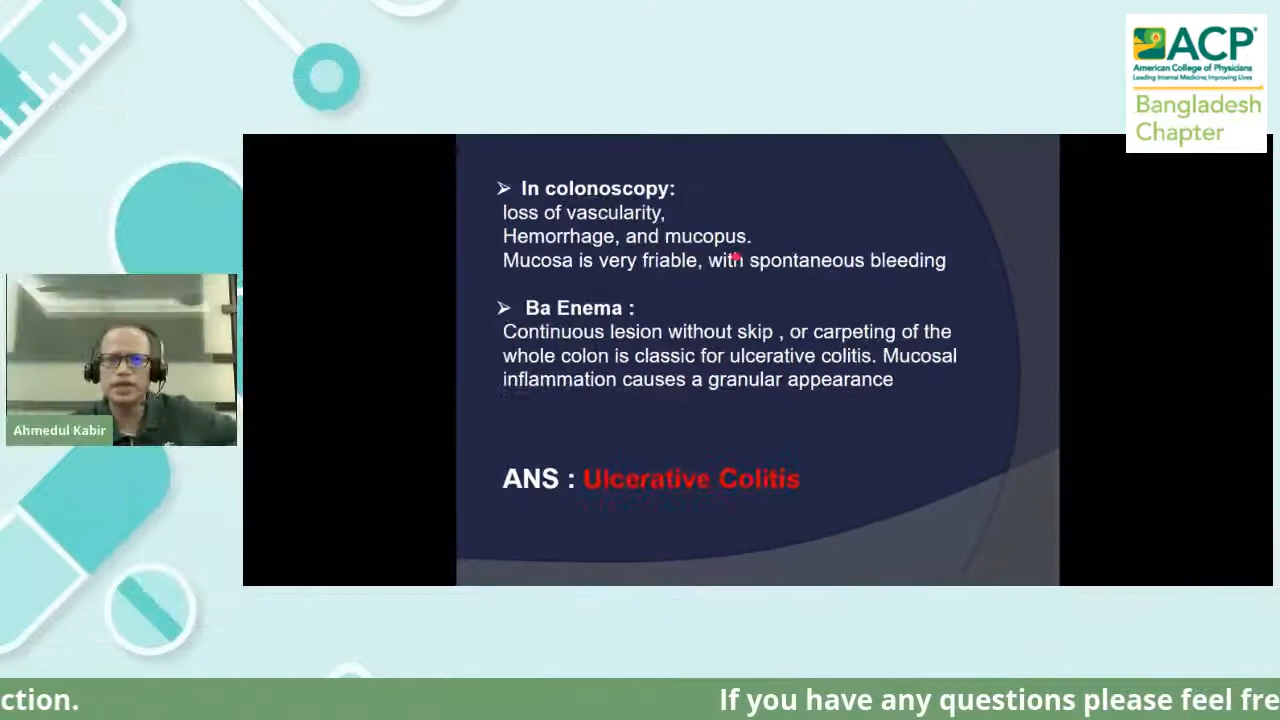 ACP
American College of Physicians
Leading Internal Medicine, Improving Lives
Bangladesh
Chapter
➢ In colonoscopy:
loss of vascularity,
Hemorrhage, and mucopus.
Mucosa is very friable, with spontaneous bleeding
➢ Ba Enema :
Continuous lesion without skip , or carpeting of the
whole colon is classic for ulcerative colitis. Mucosal
inflammation causes a granular appearance
ANS : Ulcerative Colitis
Ahmedul Kabir
ction. If you have any questions please feel fre